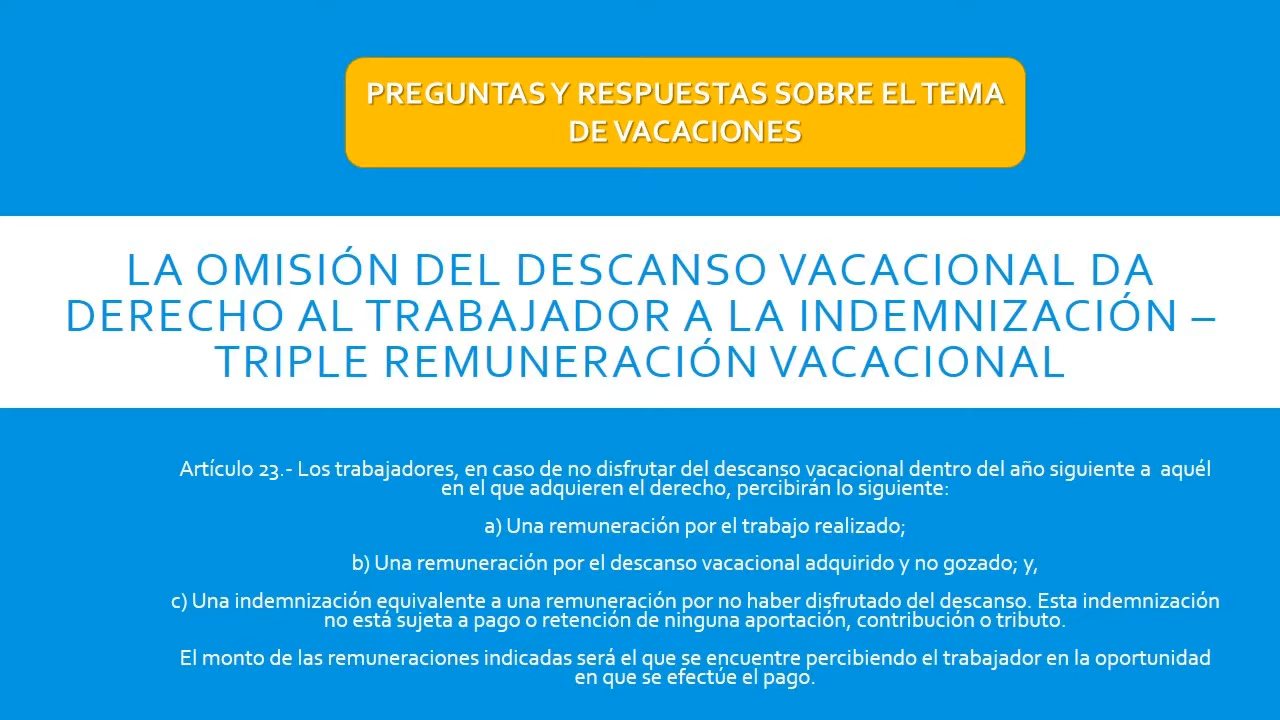 PREGUNTAS Y RESPUESTAS SOBRE EL TEMA
DE VACACIONES
LA OMISIÓN DEL DESCANSO VACACIONAL DA
DERECHO AL TRABAJADOR A LA INDEMNIZACIÓN –
TRIPLE REMUNERACIÓN VACACIONAL
Artículo 23.- Los trabajadores, en caso de no disfrutar del descanso vacacional dentro del año siguiente a aquél
en el que adquieren el derecho, percibirán lo siguiente:
a) Una remuneración por el trabajo realizado;
b) Una remuneración por el descanso vacacional adquirido y no gozado; y,
c) Una indemnización equivalente a una remuneración por no haber disfrutado del descanso. Esta indemnización
no está sujeta a pago o retención de ninguna aportación, contribución o tributo.
El monto de las remuneraciones indicadas será el que se encuentre percibiendo el trabajador en la oportunidad
en que se efectúe el pago.